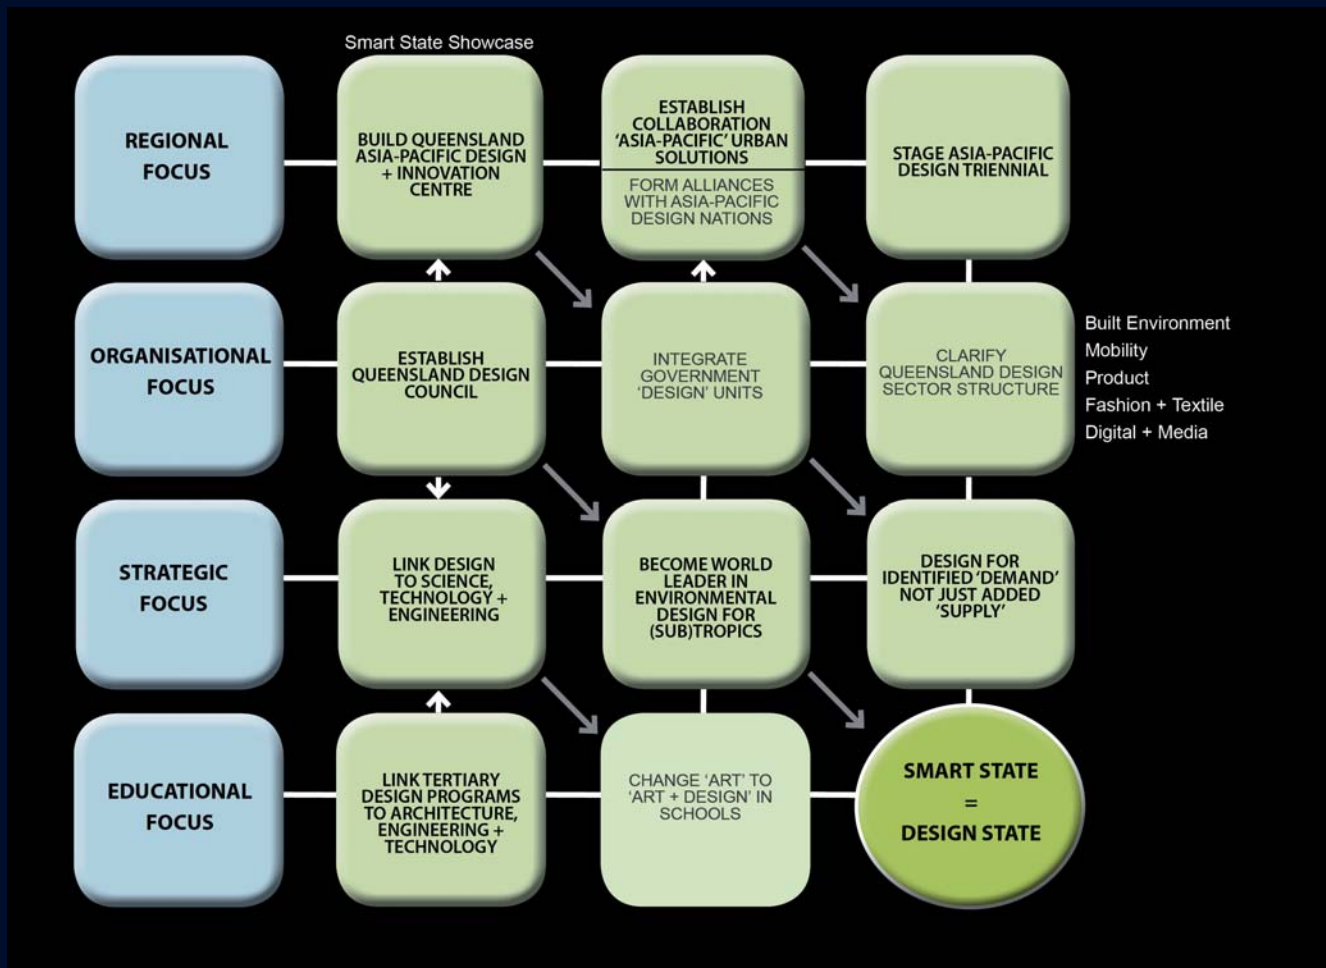 Smart State Showcase
REGIONAL
FOCUS
BUILD QUEENSLAND
ASIA-PACIFIC DESIGN
+ INNOVATION
CENTRE
ESTABLISH
COLLABORATION
‘ASIA-PACIFIC’ URBAN
SOLUTIONS
FORM ALLIANCES
WITH ASIA-PACIFIC
DESIGN NATIONS
STAGE ASIA-PACIFIC
DESIGN TRIENNIAL
ORGANISATIONAL
FOCUS
ESTABLISH
QUEENSLAND DESIGN
COUNCIL
INTEGRATE
GOVERNMENT
‘DESIGN’ UNITS
CLARIFY
QUEENSLAND DESIGN
SECTOR STRUCTURE
Built Environment
Mobility
Product
Fashion + Textile
Digital + Media
STRATEGIC
FOCUS
LINK DESIGN
TO SCIENCE,
TECHNOLOGY +
ENGINEERING
BECOME WORLD
LEADER IN
ENVIRONMENTAL
DESIGN FOR
(SUB)TROPICS
DESIGN FOR
IDENTIFIED ‘DEMAND’
NOT JUST ADDED
‘SUPPLY’
EDUCATIONAL
FOCUS
LINK TERTIARY
DESIGN PROGRAMS
TO ARCHITECTURE,
ENGINEERING +
TECHNOLOGY
CHANGE ‘ART’ TO
‘ART + DESIGN’ IN
SCHOOLS
SMART STATE
=
DESIGN STATE